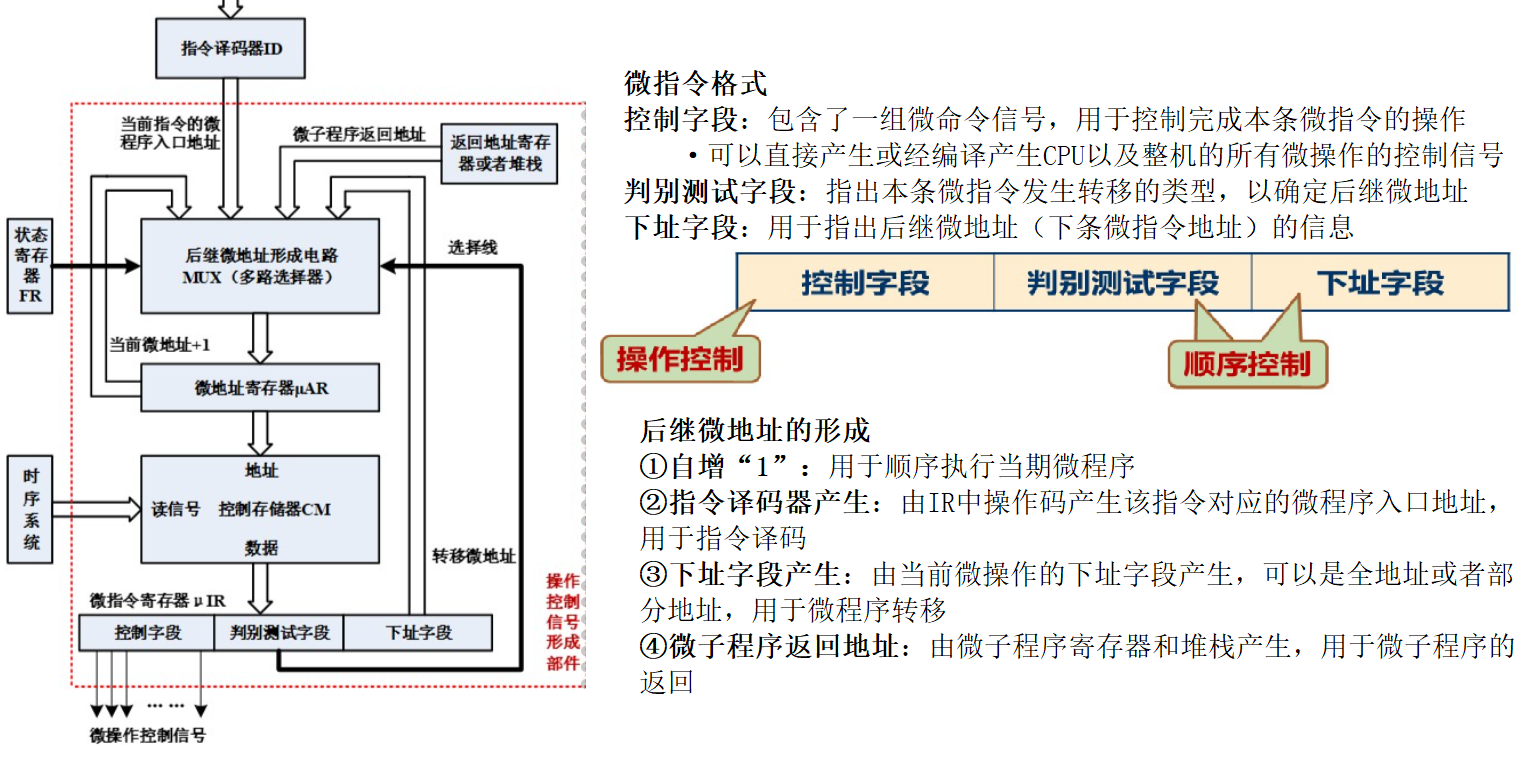 指令译码器ID
当前指令的微
程序入口地址
微子程序返回地址
返回地址寄存
器或者堆栈
状态
寄存
器
FR
后继微地址形成电路
MUX（多路选择器）
选择线
当前微地址+1
微地址寄存器μAR
时
序
系
统
地址
读信号 控制存储器CM
数据
转移微地址
操作
控制
信号
形成
部件
微指令寄存器μIR
控制字段 判别测试字段 下址字段
... ...
微操作控制信号
微指令格式
控制字段：包含了一组微命令信号，用于控制完成本条微指令的操作
·可以直接产生或经编译产生CPU以及整机的所有微操作的控制信号
判别测试字段：指出本条微指令发生转移的类型，以确定后继微地址
下址字段：用于指出后继微地址（下条微指令地址）的信息
控制字段 判别测试字段 下址字段
操作控制
顺序控制
后继微地址的形成
①自增“1”：用于顺序执行当期微程序
②指令译码器产生：由IR中操作码产生该指令对应的微程序入口地址，
用于指令译码
③下址字段产生：由当前微操作的下址字段产生，可以是全地址或者部
分地址，用于微程序转移
④微子程序返回地址：由微子程序寄存器和堆栈产生，用于微子程序的
返回